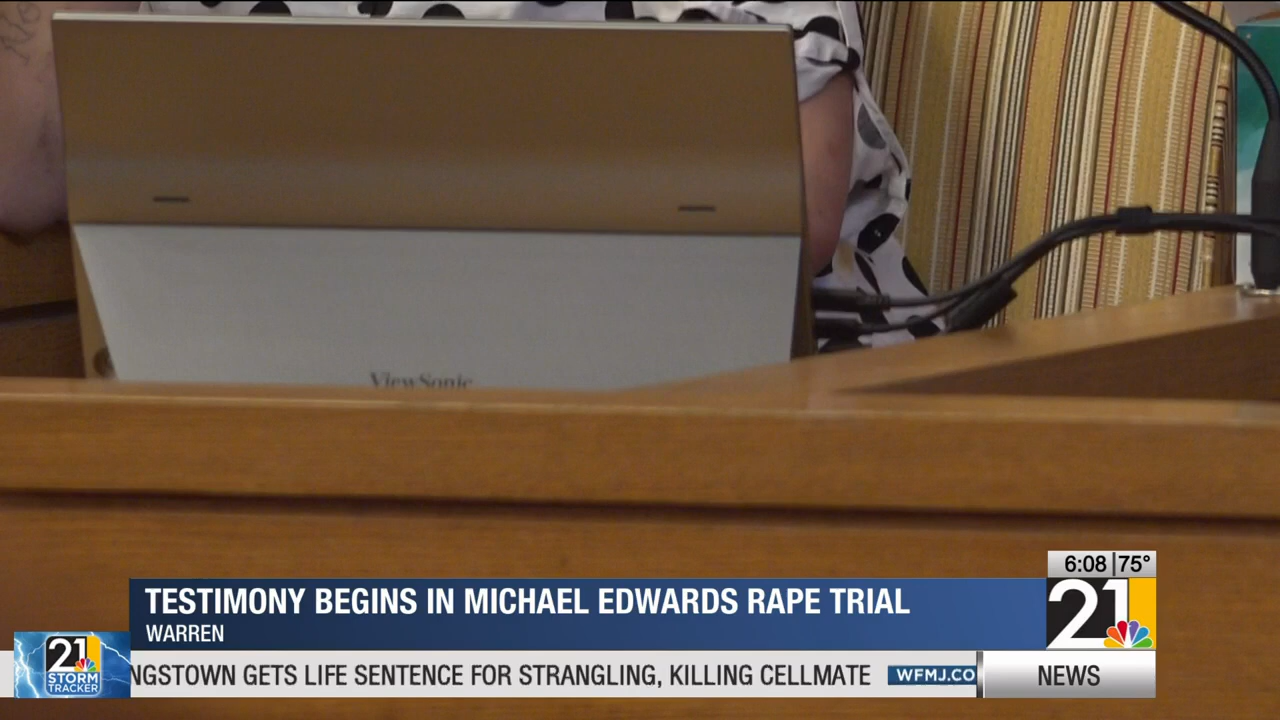 ViewSonic
6:08 75°
TESTIMONY BEGINS IN MICHAEL EDWARDS RAPE TRIAL
21
WARREN
21
STORM
TRACKER
NGSTOWN GETS LIFE SENTENCE FOR STRANGLING, KILLING CELLMATE WFMJ.CO
NEWS